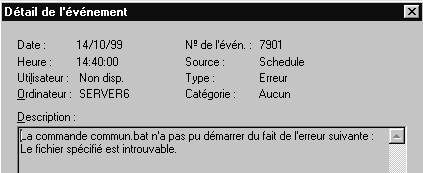 Détail de l'événement
Date : 14/10/99 Nº de l'évén. : 7901
Heure : 14:40:00 Source : Schedule
Utilisateur : Non disp. Type : Erreur
Ordinateur : SERVER6 Catégorie : Aucun
Description :
La commande commun.bat n'a pas pu démarrer du fait de l'erreur suivante :
Le fichier spécifié est introuvable.